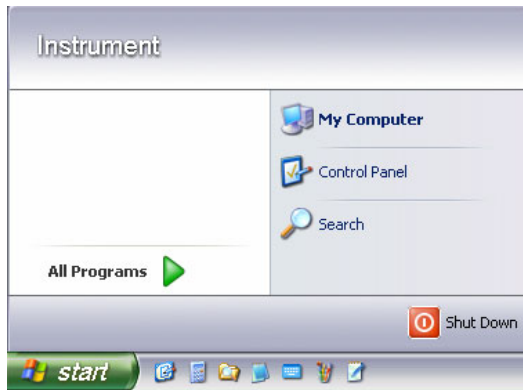 Instrument
My Computer
Control Panel
Search
All Programs
Shut Down
start